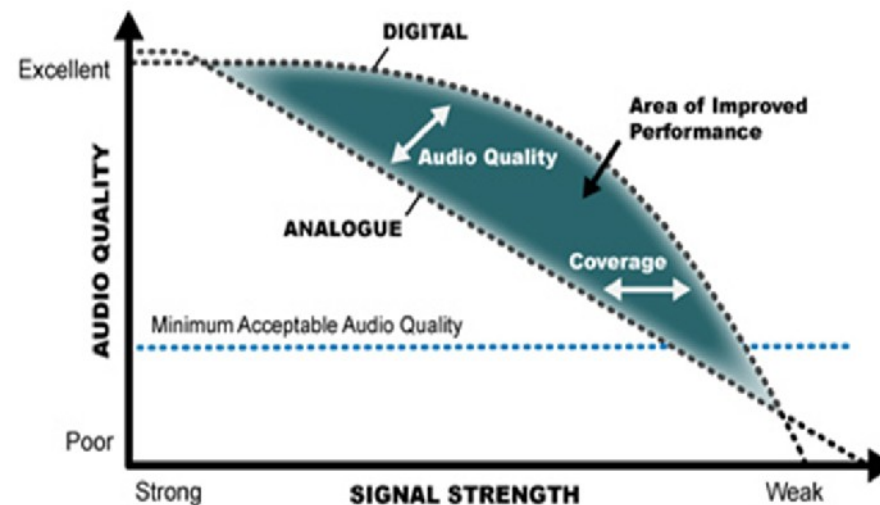 DIGITAL
Excellent
Area of Improved
Performance
Audio Quality
ANALOGUE
Coverage
AUDIO QUALITY
Minimum Acceptable Audio Quality
Poor
Strong
SIGNAL STRENGTH
Weak